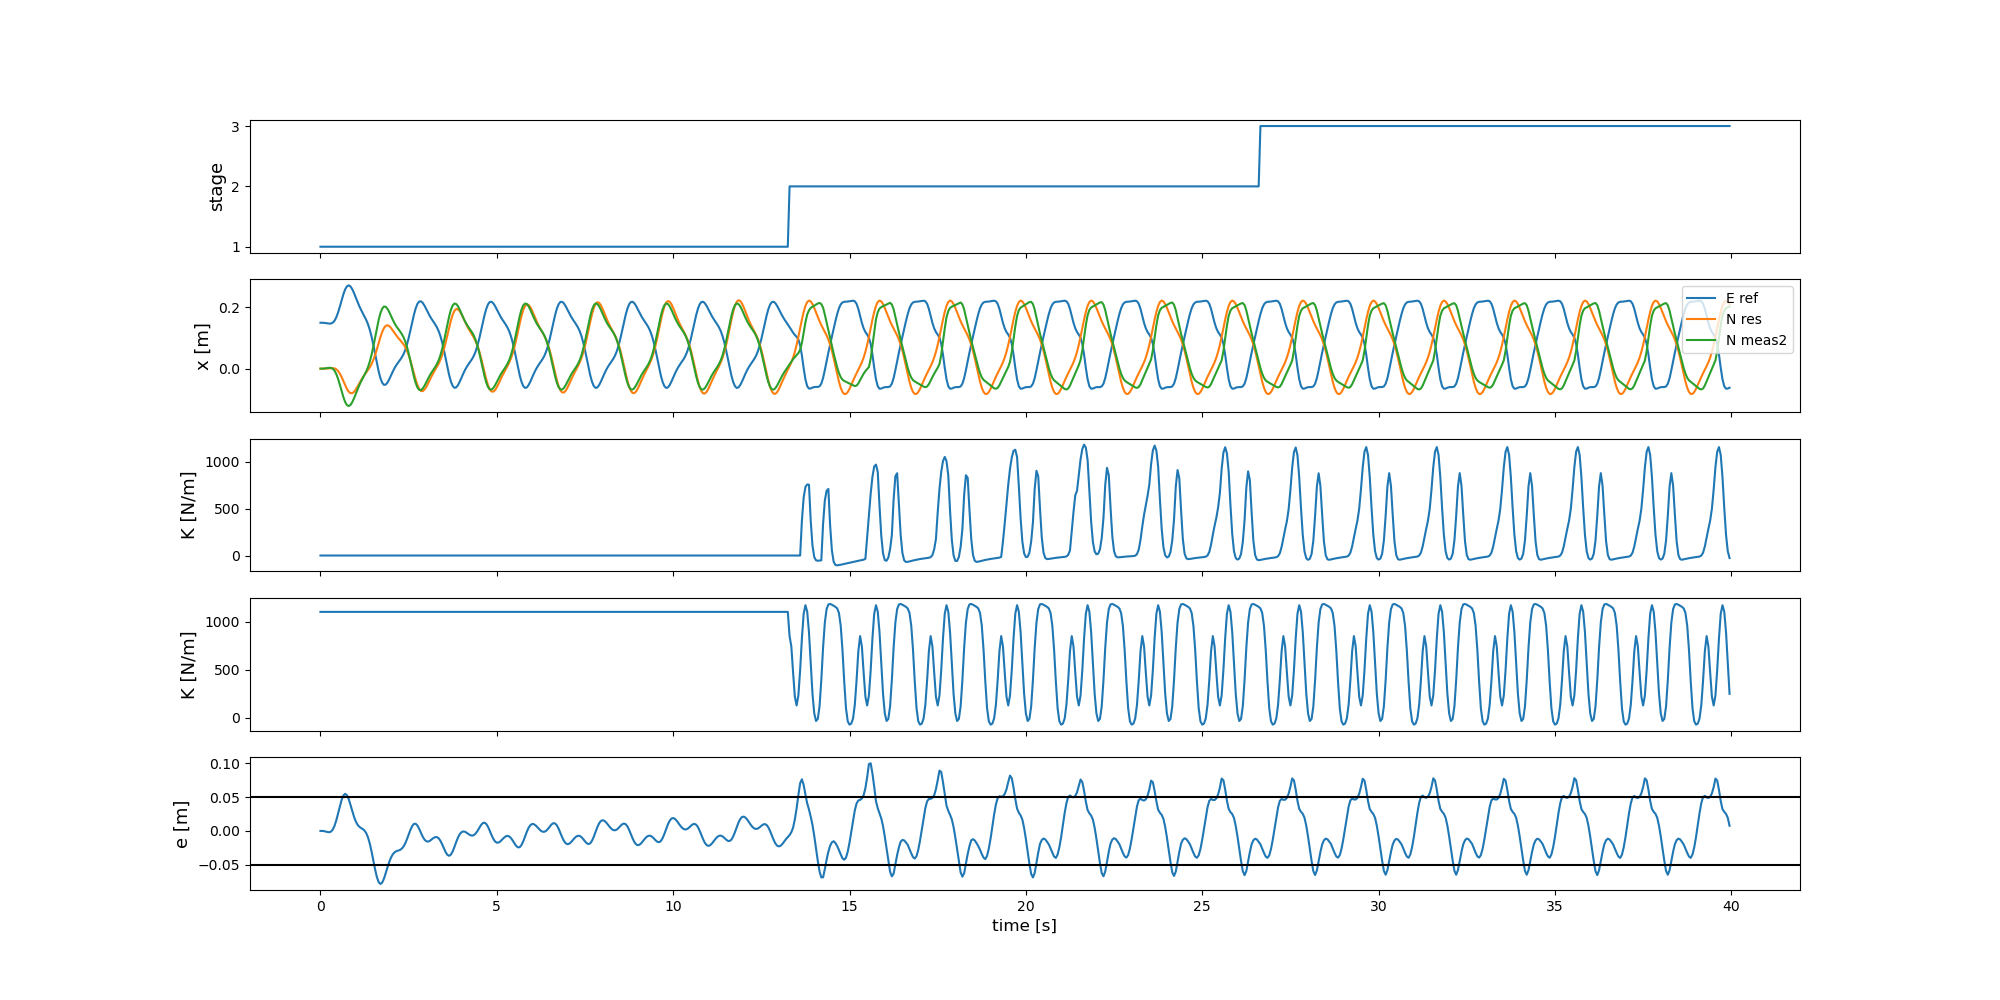 stage
3
2
1
x [m]
0.2
0.0
E ref
N res
N meas2
K [N/m]
1000
500
0
K [N/m]
1000
500
0
e [m]
0.10
0.05
0.00
−0.05
0 5 10 15 20 25 30 35 40
time [s]